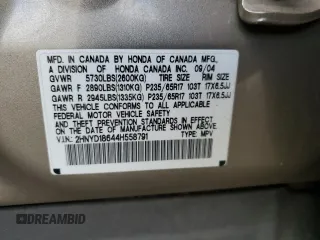 MFD. IN CANADA BY HONDA OF CANADA MFG.,
A DIVISION OF HONDA CANADA INC. 09/04
GVWR 5730LBS(2600KG) TIRE SIZE RIM SIZE
GAWR F 2890LBS(1310KG) P235/65R17 103T 17X6.5JJ
GAWR R 2945LBS(1335KG) P235/65R17 103T 17X6.5JJ
THIS VEHICLE CONFORMS TO ALL APPLICABLE
FEDERAL MOTOR VEHICLE SAFETY STANDARDS
IN EFFECT ON THE DATE OF MANUFACTURE SHOWN ABOVE.
V.I.N.: 2HNYD18644H558791 TYPE: MPV
DREAMBID